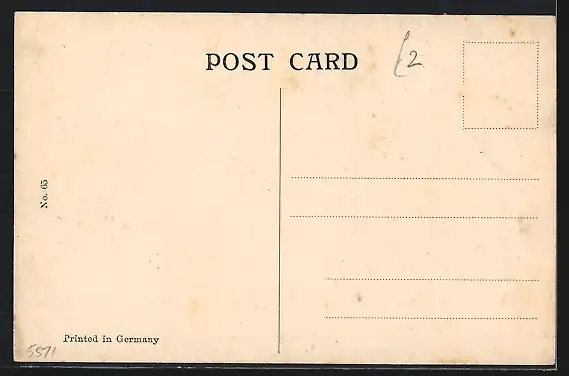 POST CARD
(2
No. 65
Printed in Germany
5571